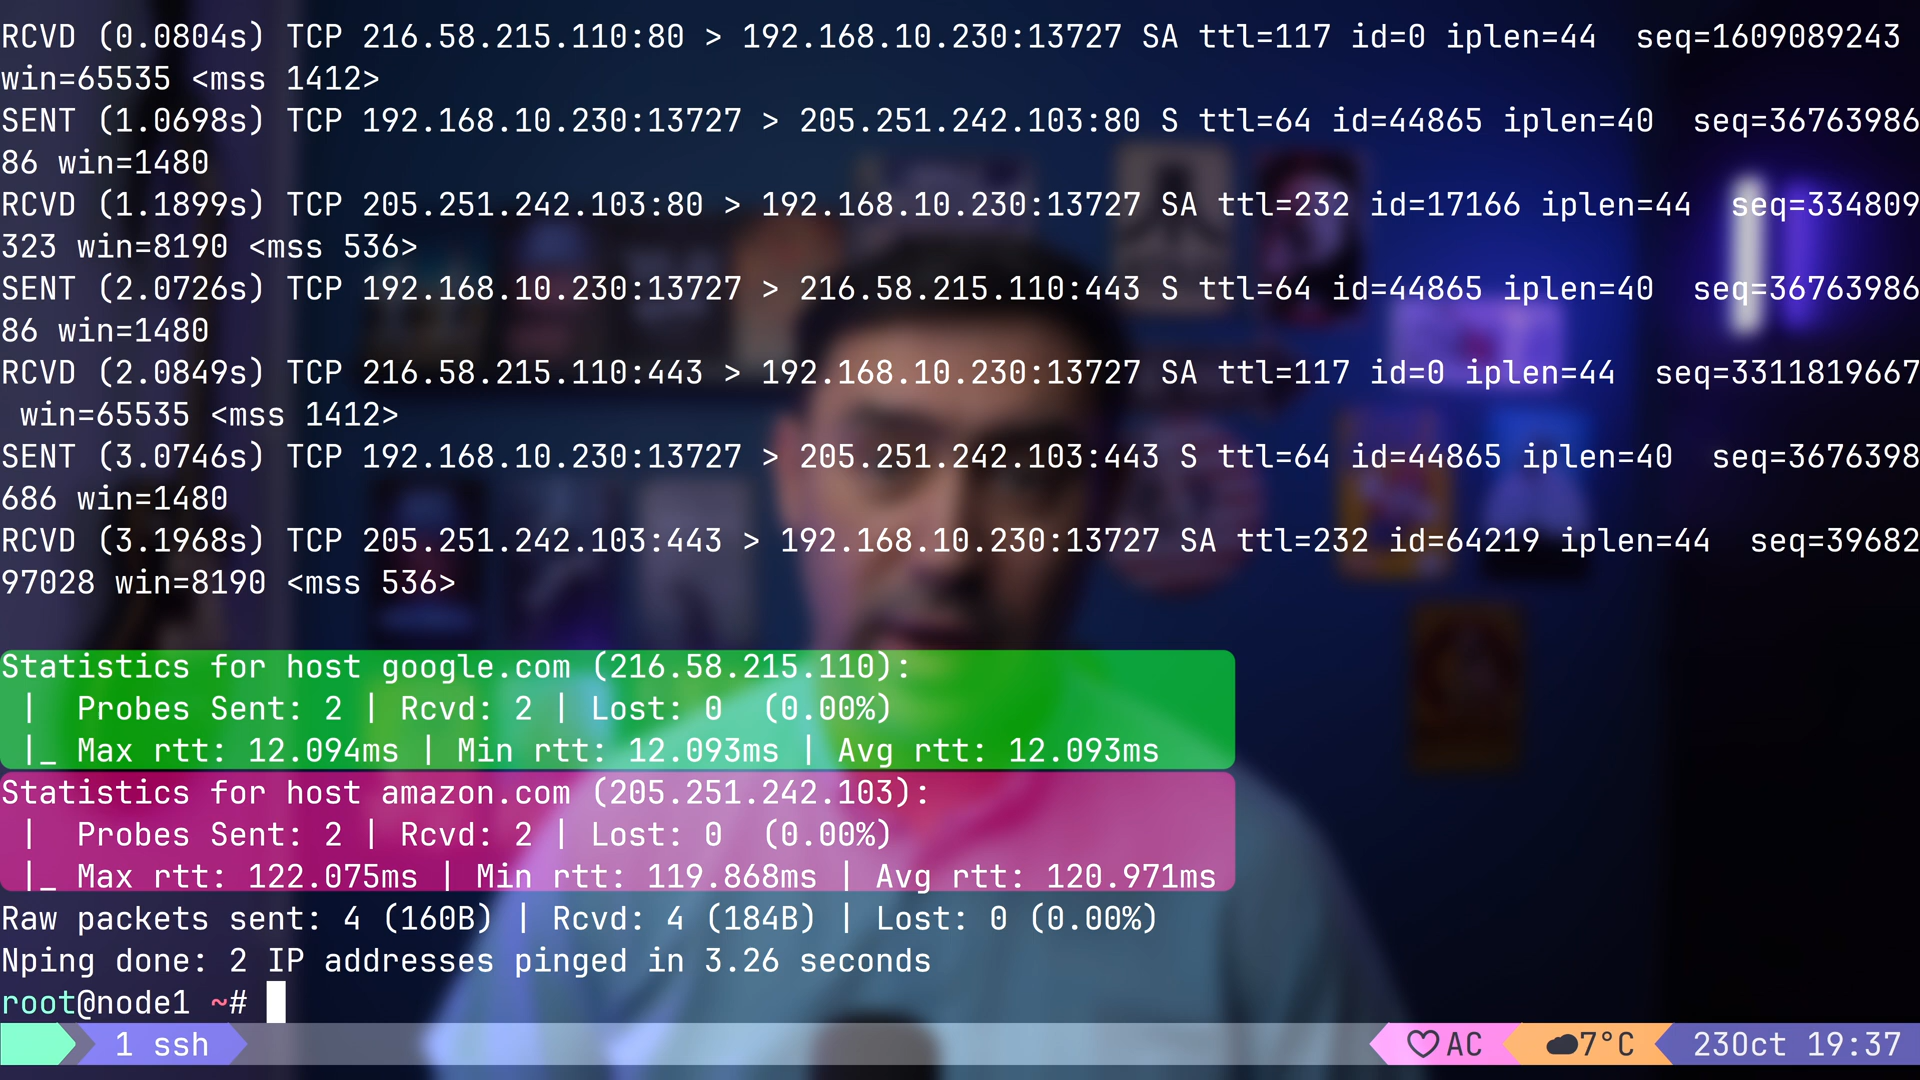 RCVD (0.0804s) TCP 216.58.215.110:80 > 192.168.10.230:13727 SA ttl=117 id=0 iplen=44  seq=1609089243
win=65535 <mss 1412>
SENT (1.0698s) TCP 192.168.10.230:13727 > 205.251.242.103:80 S ttl=64 id=44865 iplen=40  seq=36763986
86 win=1480
RCVD (1.1899s) TCP 205.251.242.103:80 > 192.168.10.230:13727 SA ttl=232 id=17166 iplen=44  seq=334809
323 win=8190 <mss 536>
SENT (2.0726s) TCP 192.168.10.230:13727 > 216.58.215.110:443 S ttl=64 id=44865 iplen=40  seq=36763986
86 win=1480
RCVD (2.0849s) TCP 216.58.215.110:443 > 192.168.10.230:13727 SA ttl=117 id=0 iplen=44  seq=3311819667
 win=65535 <mss 1412>
SENT (3.0746s) TCP 192.168.10.230:13727 > 205.251.242.103:443 S ttl=64 id=44865 iplen=40  seq=3676398
686 win=1480
RCVD (3.1968s) TCP 205.251.242.103:443 > 192.168.10.230:13727 SA ttl=232 id=64219 iplen=44  seq=39682
97028 win=8190 <mss 536>
Statistics for host google.com (216.58.215.110):
 |  Probes Sent: 2 | Rcvd: 2 | Lost: 0  (0.00%)
 |_ Max rtt: 12.094ms | Min rtt: 12.093ms | Avg rtt: 12.093ms
Statistics for host amazon.com (205.251.242.103):
 |  Probes Sent: 2 | Rcvd: 2 | Lost: 0  (0.00%)
 |_ Max rtt: 122.075ms | Min rtt: 119.868ms | Avg rtt: 120.971ms
Raw packets sent: 4 (160B) | Rcvd: 4 (184B) | Lost: 0 (0.00%)
Nping done: 2 IP addresses pinged in 3.26 seconds
root@node1 ~#
1 ssh ♡ AC ☁7°C 23Oct 19:37